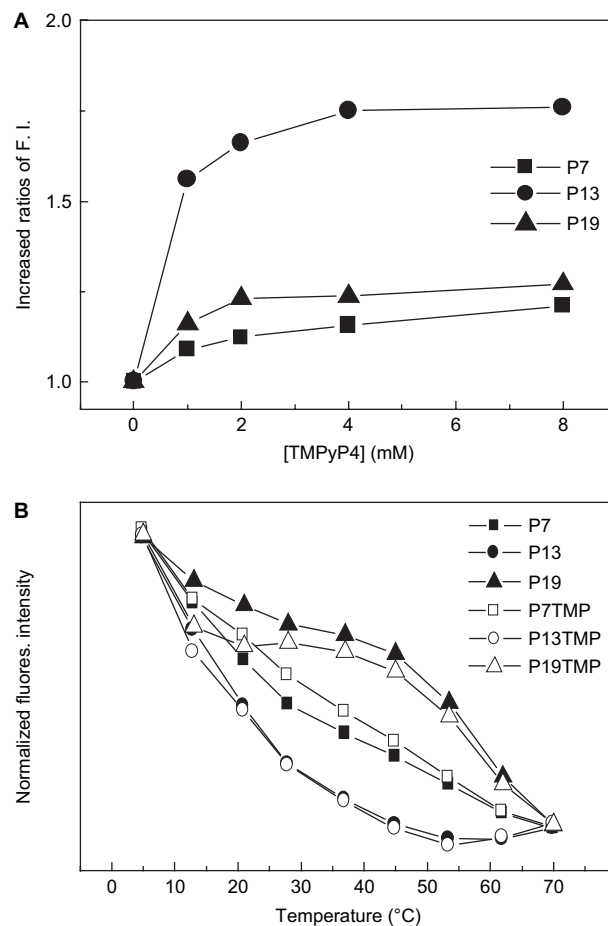 A
2.0
1.5
1.0
Increased ratios of F. I.
P7
P13
P19
0 2 4 6 8
[TMPyP4] (mM)
B
Normalized fluores. intensity
P7
P13
P19
P7TMP
P13TMP
P19TMP
0 10 20 30 40 50 60 70
Temperature (°C)